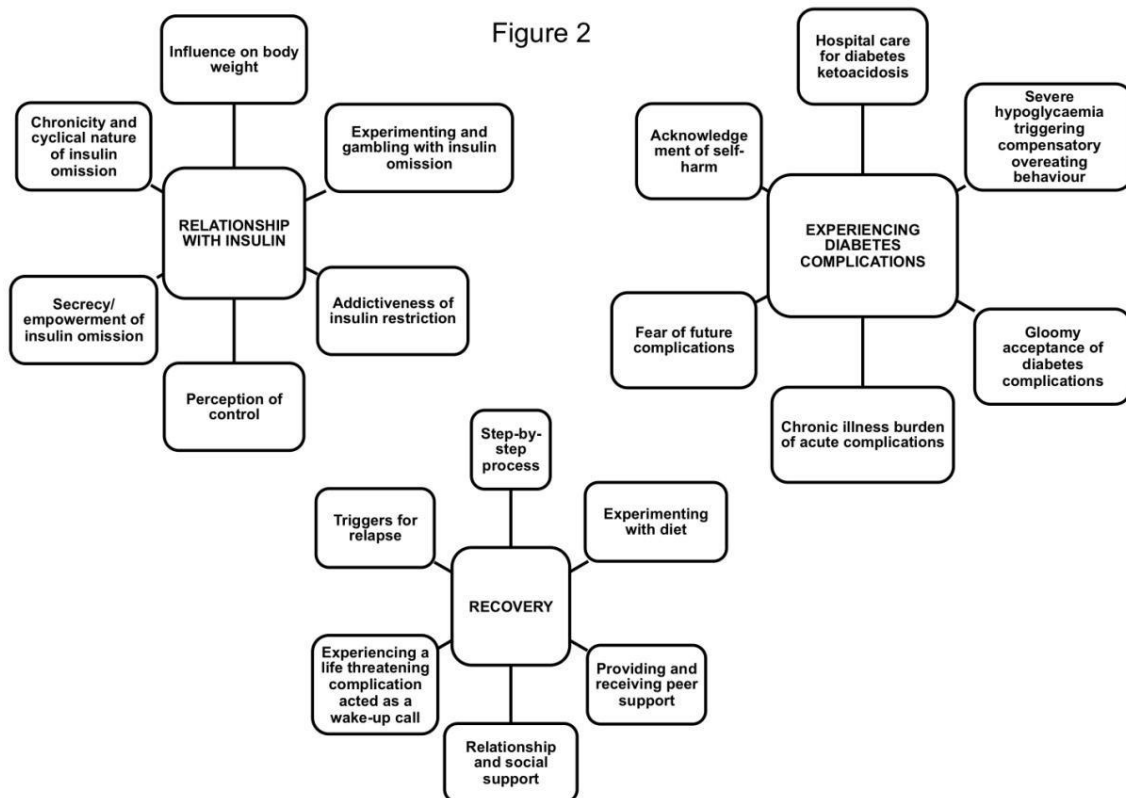 Figure 2
Influence on body
weight
Chronicity and
cyclical nature
of insulin
omission
Experimenting and
gambling with insulin
omission
RELATIONSHIP
WITH INSULIN
Secrecy/
empowerment of
insulin omission
Addictiveness of
insulin restriction
Perception of
control
Hospital care
for diabetes
ketoacidosis
Acknowledge
ment of self-
harm
Severe
hypoglycaemia
triggering
compensatory
overeating
behaviour
EXPERIENCING
DIABETES
COMPLICATIONS
Fear of future
complications
Gloomy
acceptance of
diabetes
complications
Chronic illness burden
of acute complications
Step-by-
step
process
Triggers for
relapse
Experimenting
with diet
RECOVERY
Experiencing a
life threatening
complication
acted as a
wake-up call
Providing and
receiving peer
support
Relationship
and social
support